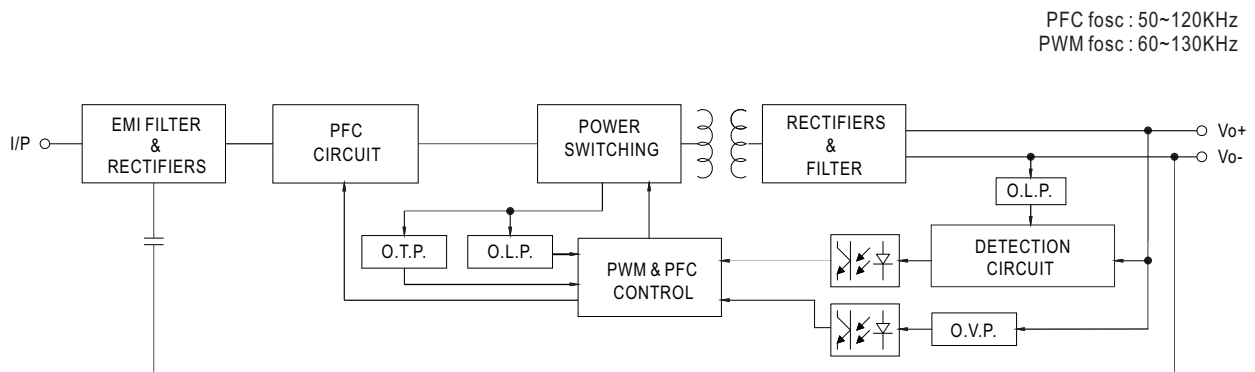 PFC fosc : 50~120KHz
PWM fosc : 60~130KHz
I/P
EMI FILTER
&
RECTIFIERS
PFC
CIRCUIT
POWER
SWITCHING
RECTIFIERS
&
FILTER
Vo+
Vo-
O.L.P.
O.T.P.
O.L.P.
PWM & PFC
CONTROL
DETECTION
CIRCUIT
O.V.P.